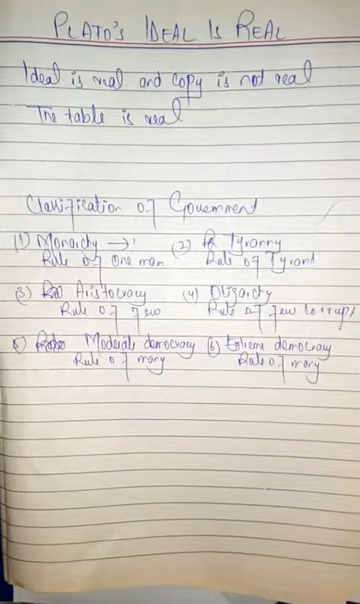 PLATO'S IDEAL IS REAL
Ideal is real and copy is not real
The table is real
Classification of Government
(1) Monarchy → (2) Tyranny
Rule of one man Rule of Tyrant
(3) Aristocracy (4) Oligarchy
Rule of few Rule of few corrupt
(5) Moderate democracy (6) Extreme democracy
Rule of many Rule of many